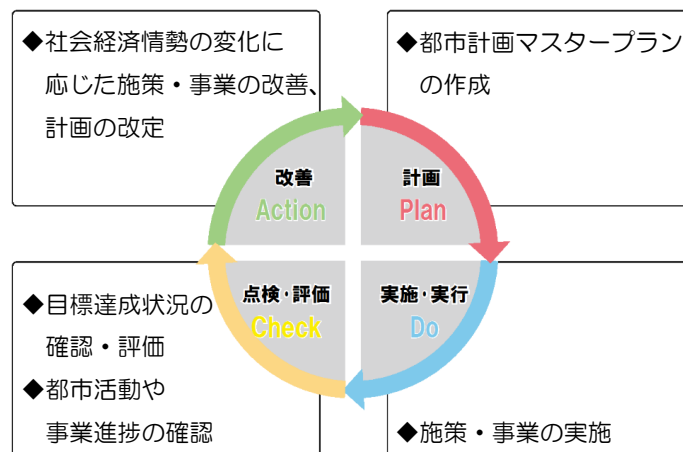 ◆社会経済情勢の変化に
応じた施策・事業の改善、
計画の改定
◆都市計画マスタープラン
の作成
改善
Action
計画
Plan
点検・評価
Check
実施・実行
Do
◆目標達成状況の
確認・評価
◆都市活動や
事業進捗の確認
◆施策・事業の実施